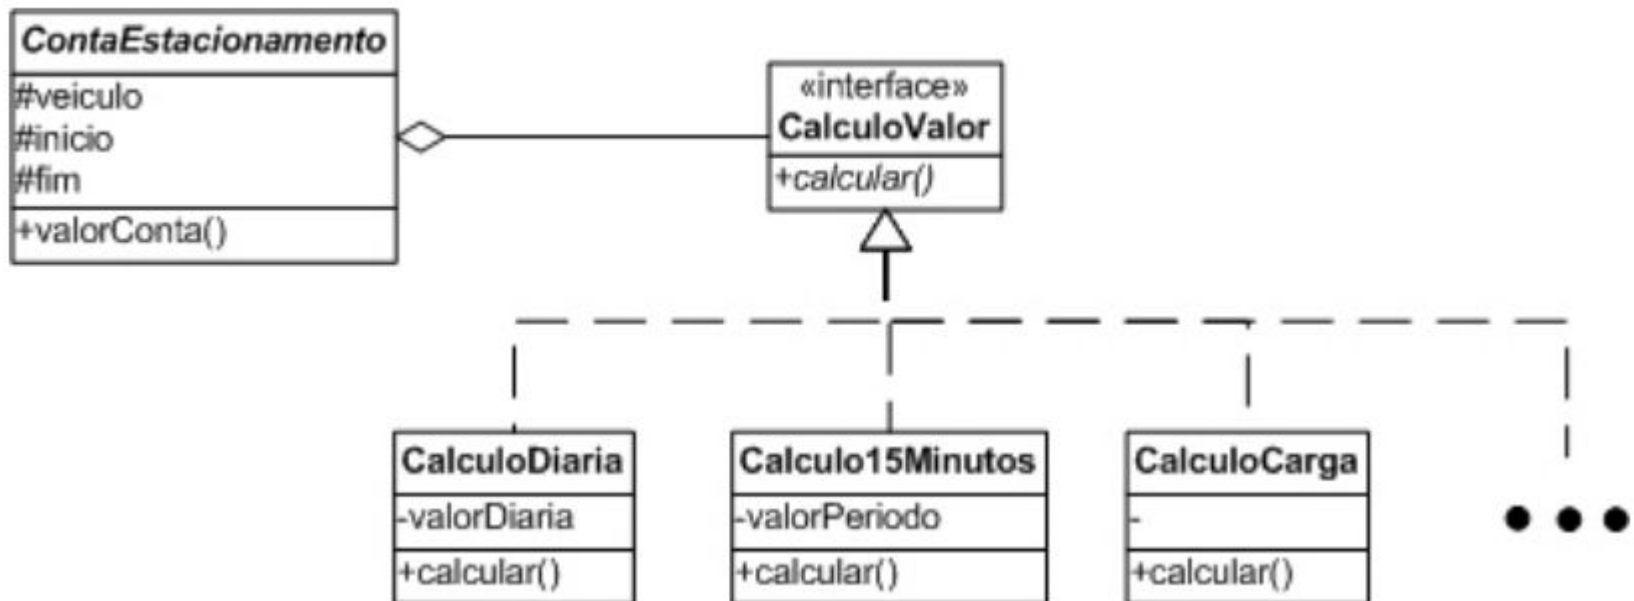 ContaEstacionamento
#veiculo
#inicio
#fim
+valorConta()
«interface»
CalculoValor
+calcular()
CalculoDiaria
-valorDiaria
+calcular()
Calculo15Minutos
-valorPeriodo
+calcular()
CalculoCarga
-
+calcular()